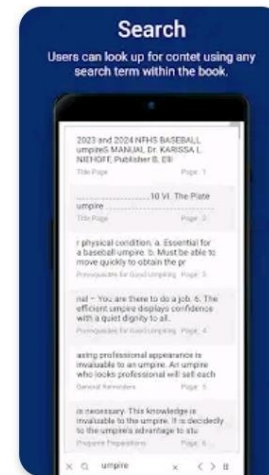 Search
Users can look up for contet using any
search term within the book.
2023 and 2024 NFHS BASEBALL
umpireS MANUAL, Dr. KARISSA L.
NIEHOFF, Publisher B. Elli
Title Page Page: 1
10 VI. The Plate
umpire
Title Page Page: 2
r physical condition. a. Essential for
a baseball umpire. b. Must be able to
move quickly to obtain the pr
Prerequisites for Good Umpiring Page: 3
nal – You are there to do a job. 6. The
efficient umpire displays confidence
with a quiet dignity to all.
Prerequisites for Good Umpiring Page: 4
aising professional appearance is
invaluable to an umpire. An umpire
who looks professional will sell each
General Reminders Page: 5
is necessary. This knowledge is
invaluable to the umpire. It is decidedly
to the umpire's advantage to stu
Pregame Preparations Page: 6
umpire